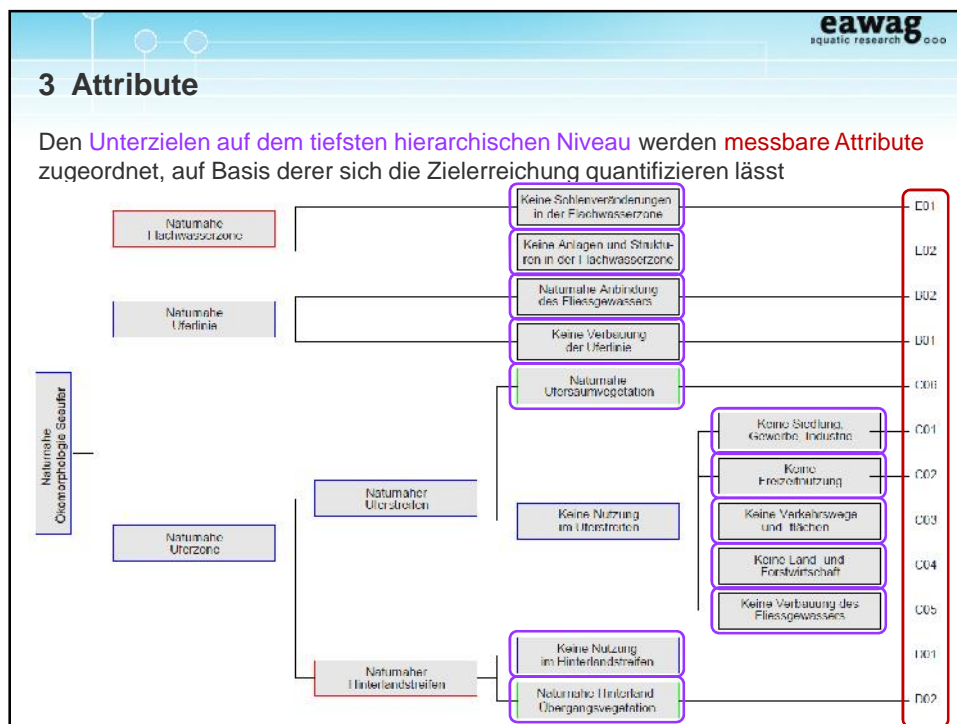 eawag
aquatic research
3 Attribute
Den Unterzielen auf dem tiefsten hierarchischen Niveau werden messbare Attribute
zugeordnet, auf Basis derer sich die Zielerreichung quantifizieren lässt
Naturnahe
Ökomorphologie Seeufer
Naturnahe
Flachwasserzone
Keine Sohlenveränderungen
in der Flachwasserzone
E01
Keine Anlagen und Struktu-
ren in der Flachwasserzone
E02
Naturnahe
Uferlinie
Naturnahe Anbindung
des Fliessgewässers
B02
Keine Verbauung
der Uferlinie
B01
Naturnahe
Uferzone
Naturnaher
Uferstreifen
Naturnahe
Ufersaumvegetation
C06
Keine Nutzung
im Uferstreifen
Keine Siedlung,
Gewerbe, Industrie
C01
Keine
Freizeitnutzung
C02
Keine Verkehrswege
und -flächen
C03
Keine Land- und
Forstwirtschaft
C04
Keine Verbauung des
Fliessgewässers
C05
Naturnaher
Hinterlandstreifen
Keine Nutzung
im Hinterlandstreifen
D01
Naturnahe Hinterland
Übergangsvegetation
D02